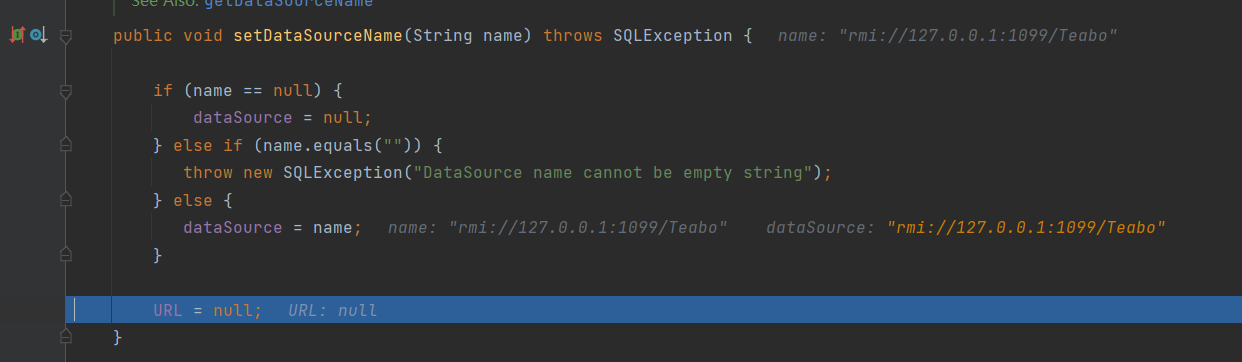 See Also: getDataSourceName
public void setDataSourceName(String name) throws SQLException {   name: "rmi://127.0.0.1:1099/Teabo"
if (name == null) {
dataSource = null;
} else if (name.equals("")) {
throw new SQLException("DataSource name cannot be empty string");
} else {
dataSource = name;   name: "rmi://127.0.0.1:1099/Teabo"   dataSource: "rmi://127.0.0.1:1099/Teabo"
}
URL = null;   URL: null
}